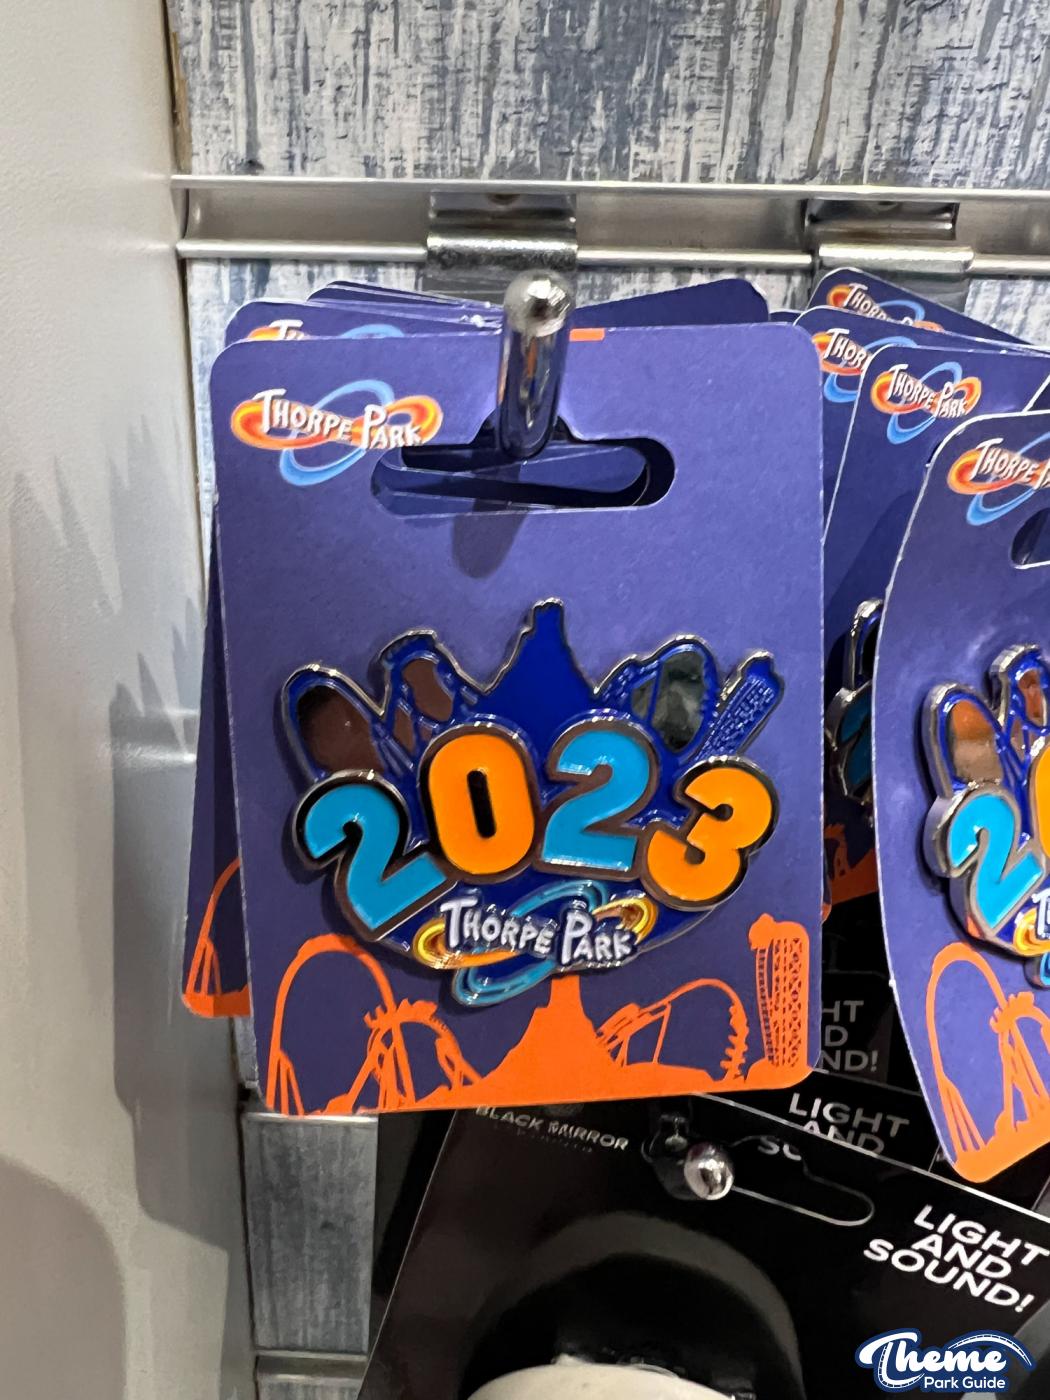 THORPE PARK
THORPE PARK
THORPE PARK
2023
THORPE PARK
BLACK MIRROR
LIGHT
AND
LIGHT
AND
SOUND!
Theme
Park Guide